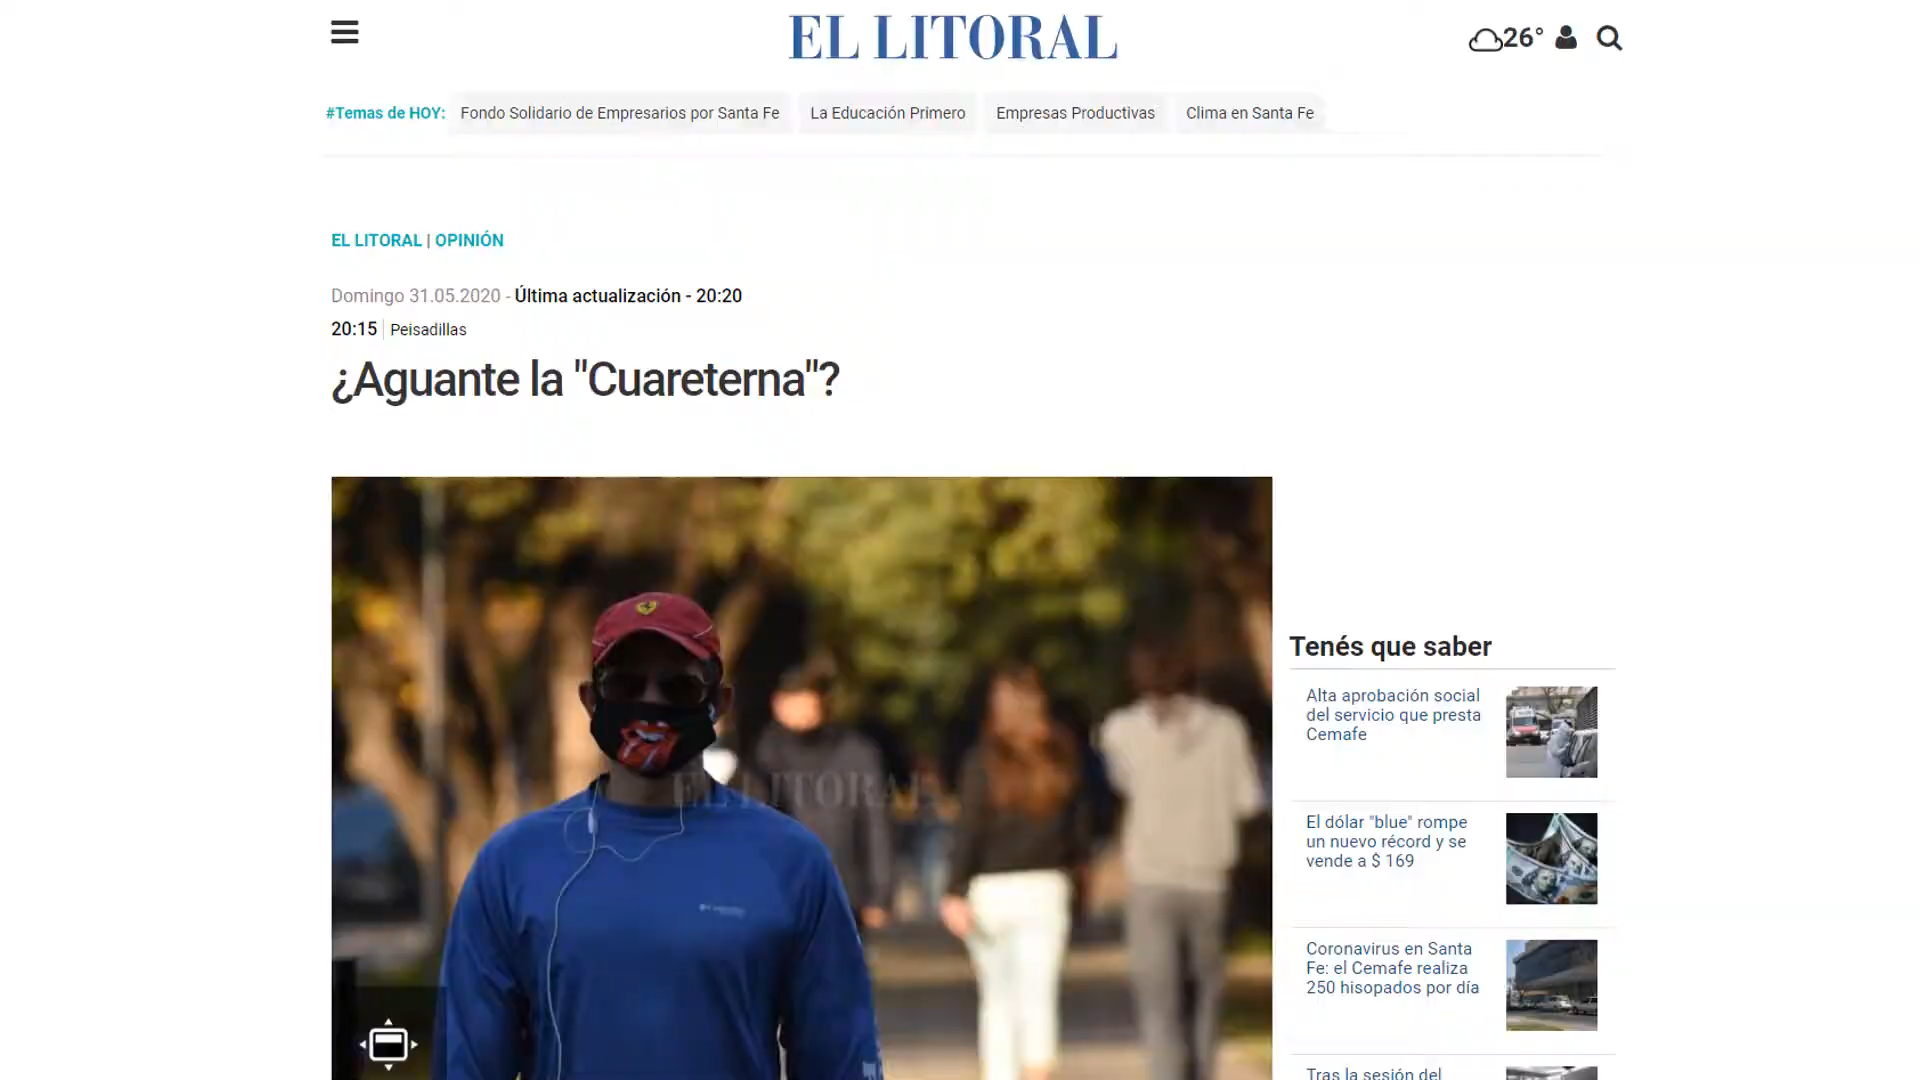 EL LITORAL
26°
#Temas de HOY: Fondo Solidario de Empresarios por Santa Fe La Educación Primero Empresas Productivas Clima en Santa Fe
EL LITORAL | OPINIÓN
Domingo 31.05.2020 - Última actualización - 20:20
20:15 | Peisadillas
¿Aguante la "Cuareterna"?
EL LITORAL
Tenés que saber
Alta aprobación social
del servicio que presta
Cemafe
El dólar "blue" rompe
un nuevo récord y se
vende a $ 169
Coronavirus en Santa
Fe: el Cemafe realiza
250 hisopados por día
Tras la sesión del